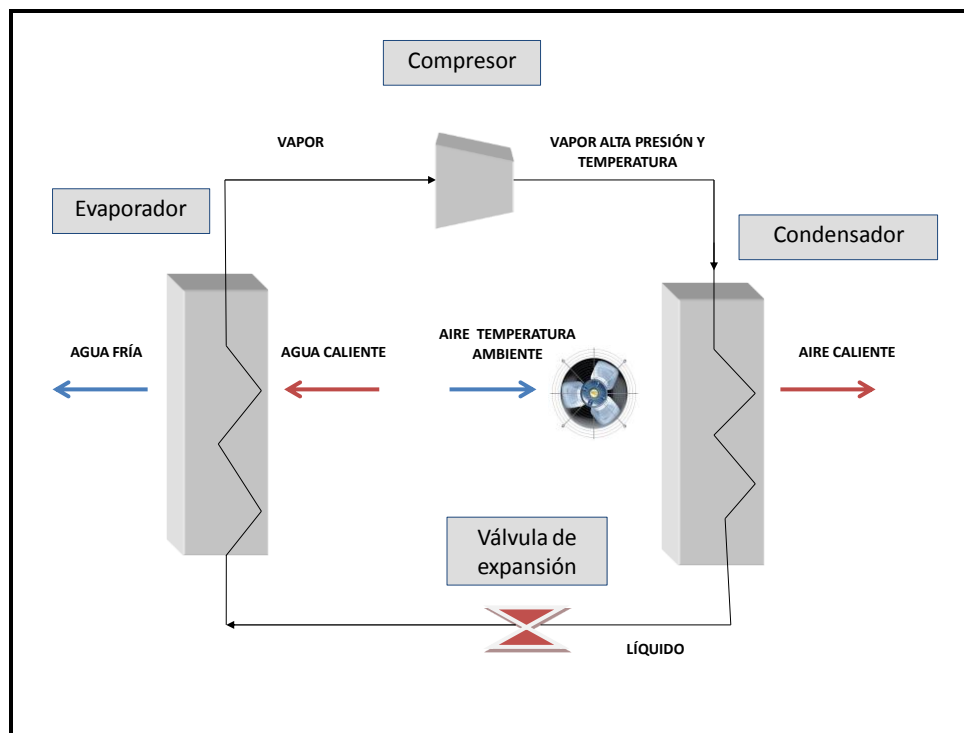 Compresor
VAPOR
VAPOR ALTA PRESIÓN Y
TEMPERATURA
Evaporador
Condensador
AGUA FRÍA
AGUA CALIENTE
AIRE TEMPERATURA
AMBIENTE
AIRE CALIENTE
Válvula de
expansión
LÍQUIDO